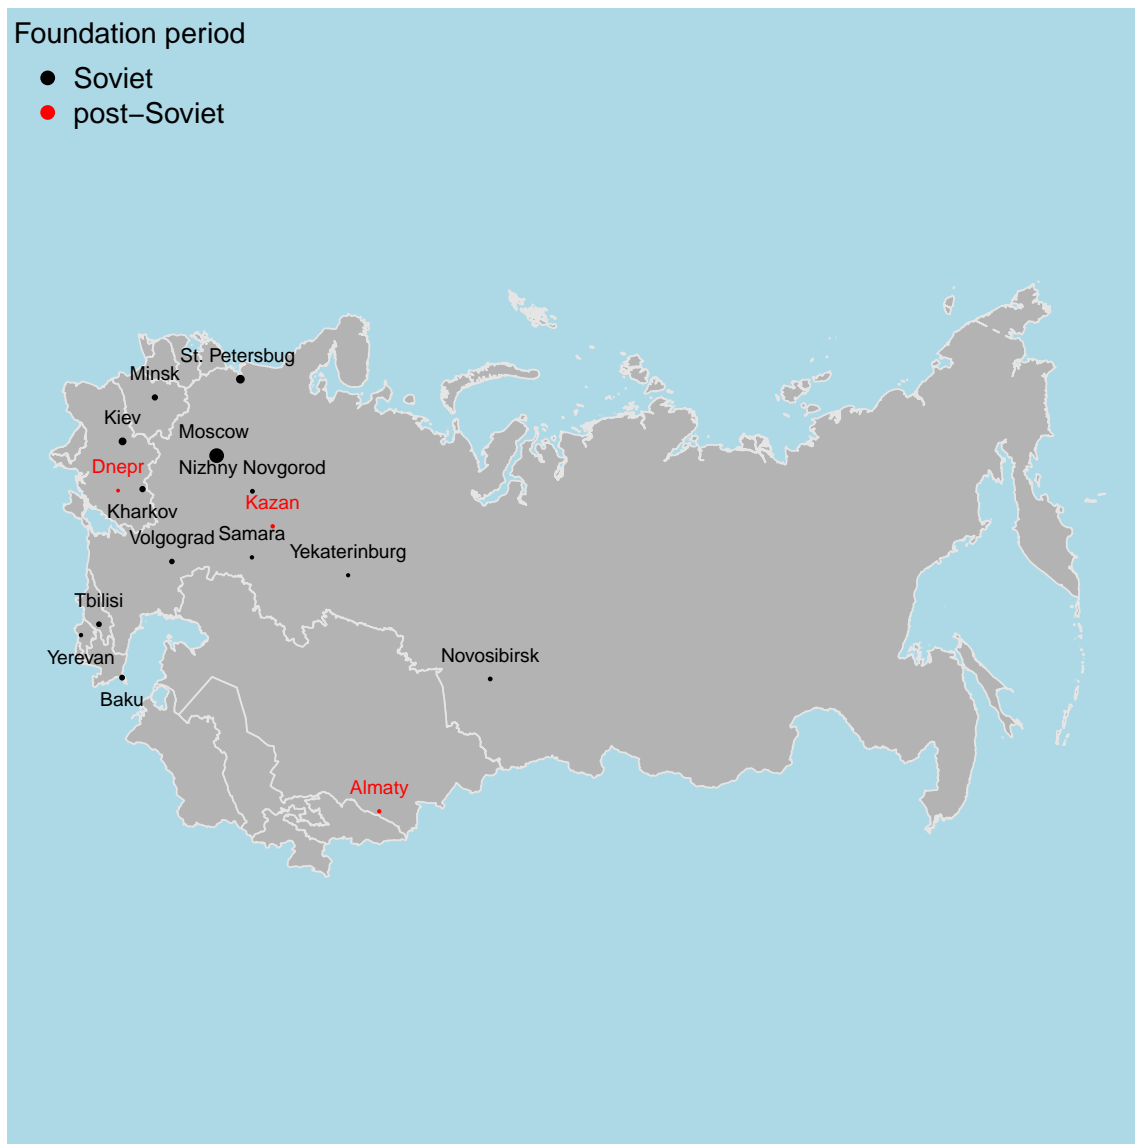 Foundation period
Soviet
post−Soviet
St. Petersbug
Minsk
Kiev
Moscow
Dnepr
Nizhny Novgorod
Kazan
Kharkov
Volgograd
Samara
Yekaterinburg
Tbilisi
Yerevan
Novosibirsk
Baku
Almaty